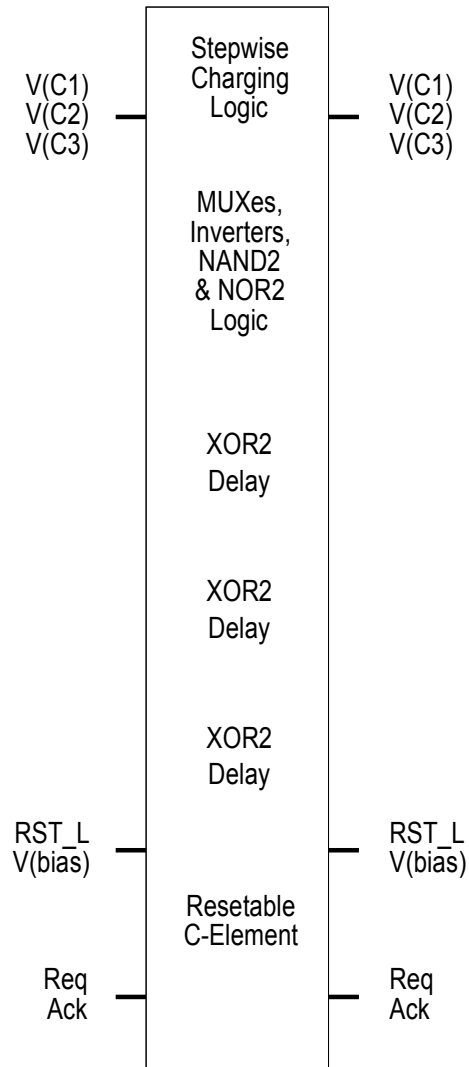 Stepwise
Charging
Logic
V(C1)
V(C2)
V(C3)
V(C1)
V(C2)
V(C3)
MUXes,
Inverters,
NAND2
& NOR2
Logic
XOR2
Delay
XOR2
Delay
XOR2
Delay
RST_L
V(bias)
RST_L
V(bias)
Resetable
C-Element
Req
Ack
Req
Ack